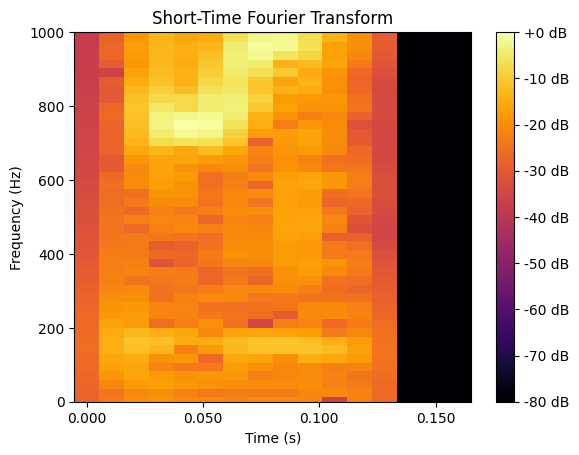 Short-Time Fourier Transform
1000
800
600
400
200
0
Frequency (Hz)
0.000
0.050
0.100
0.150
Time (s)
+0 dB
-10 dB
-20 dB
-30 dB
-40 dB
-50 dB
-60 dB
-70 dB
-80 dB